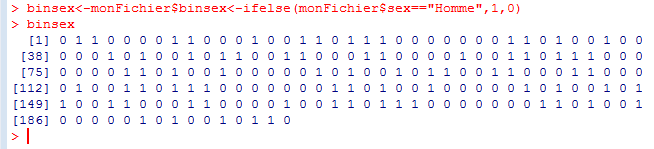 > binsex<-monFichier$binsex<-ifelse(monFichier$sex=="Homme",1,0)
> binsex
[1] 0 1 1 0 0 0 0 1 1 0 0 0 1 0 0 1 1 0 1 1 1 0 0 0 0 0 0 0 1 1 0 1 0 0 1 0 0
[38] 0 0 0 1 0 1 0 0 1 0 1 1 0 0 1 1 0 0 0 1 1 0 0 0 0 1 0 0 1 1 0 1 1 1 0 0 0
[75] 0 0 0 0 1 1 0 1 0 0 1 0 0 0 0 0 1 0 1 0 0 1 0 1 1 0 0 1 1 0 0 0 1 1 0 0 0
[112] 0 1 0 0 1 1 0 1 1 1 0 0 0 0 0 0 0 1 1 0 1 0 0 1 0 0 0 0 0 1 0 1 0 0 1 0 1
[149] 1 0 0 1 1 0 0 0 1 1 0 0 0 0 1 0 0 1 1 0 1 1 1 0 0 0 0 0 0 0 1 1 0 1 0 0 1
[186] 0 0 0 0 0 1 0 1 0 0 1 0 1 1 0
>